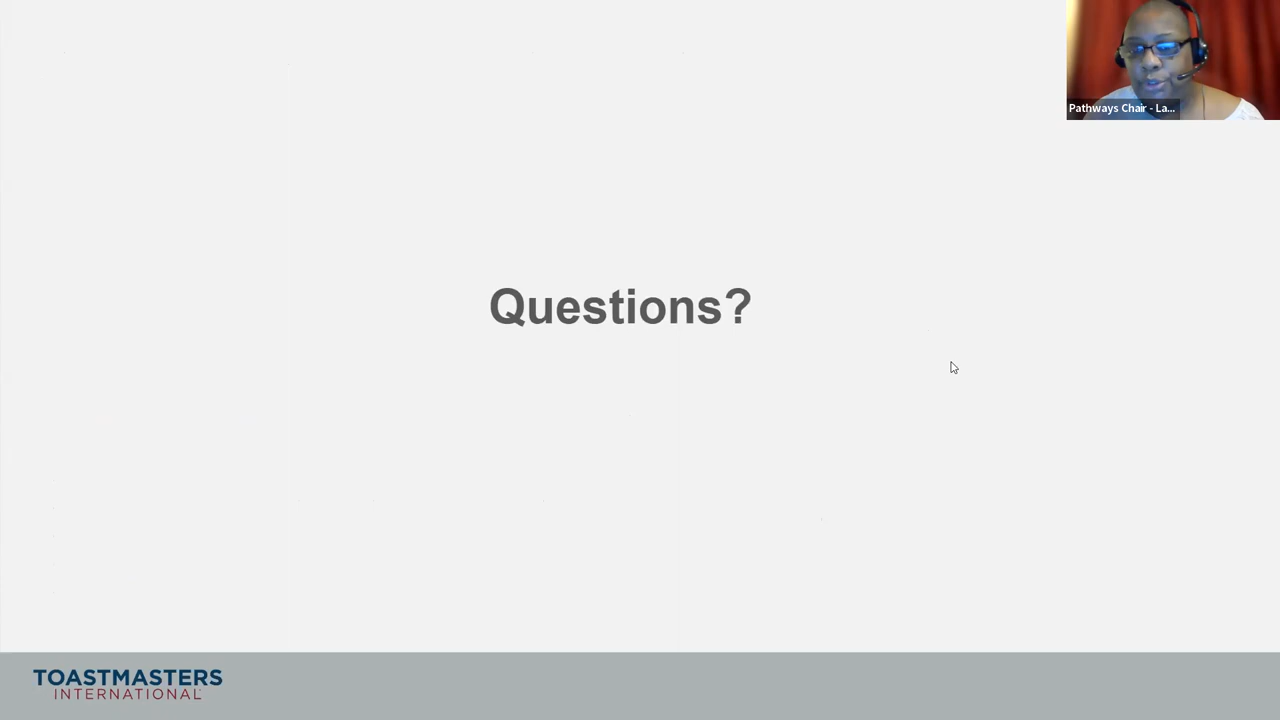 Pathways Chair - La...
Questions?
TOASTMASTERS
INTERNATIONAL